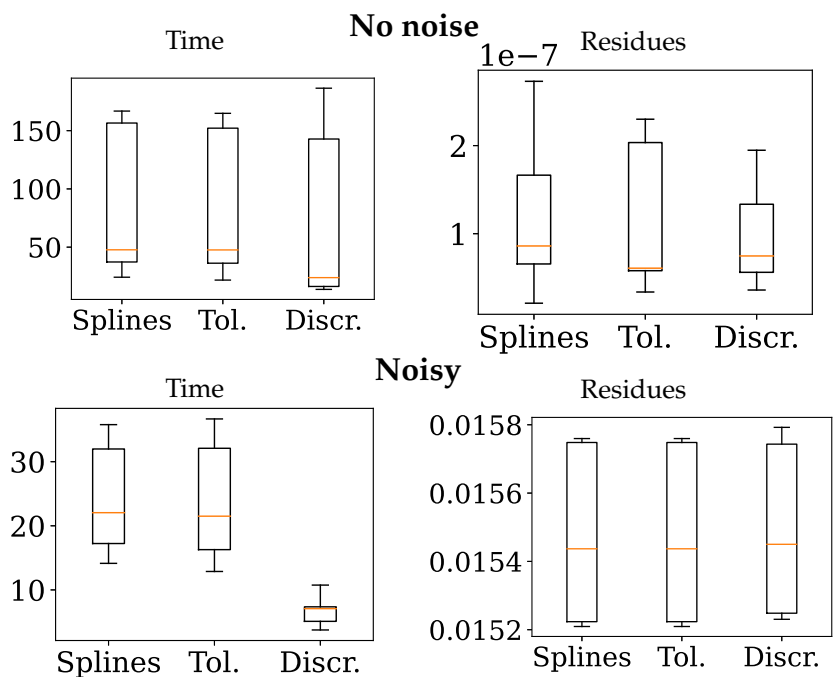 No noise
Time
Residues
1e−7
150
100
50
2
1
Splines Tol. Discr.
Splines Tol. Discr.
Noisy
Time
Residues
30
20
10
0.0158
0.0156
0.0154
0.0152
Splines Tol. Discr.
Splines Tol. Discr.